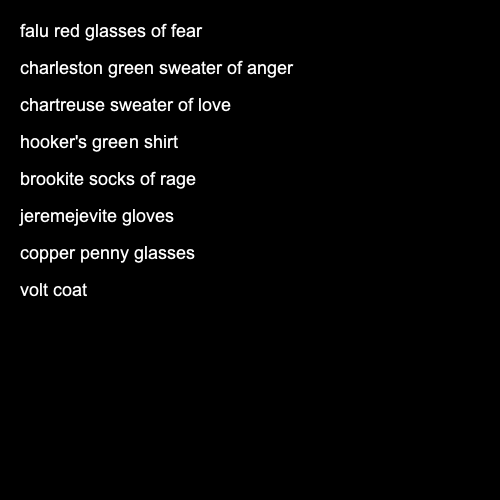 falu red glasses of fear
charleston green sweater of anger
chartreuse sweater of love
hooker's green shirt
brookite socks of rage
jeremejevite gloves
copper penny glasses
volt coat